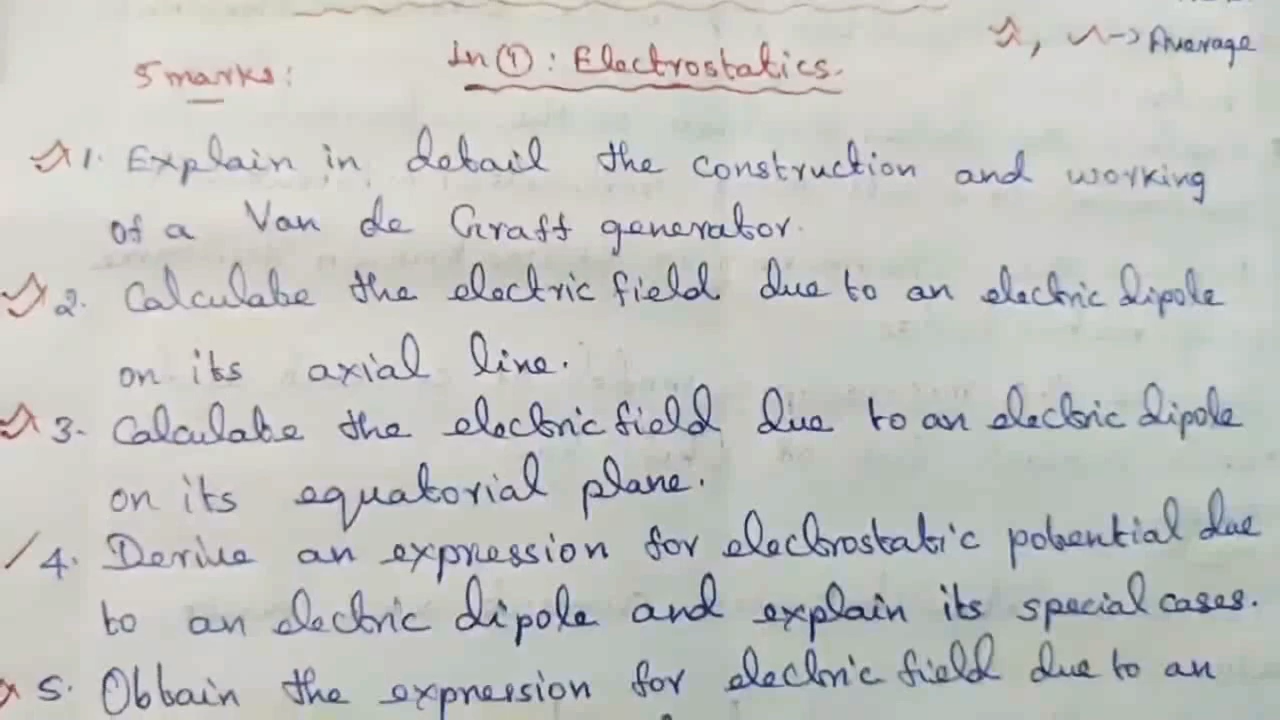 → Average
5 marks: Ln ①: Electrostatics.
1. Explain in detail the construction and working
of a Van de Graff generator.
2. Calculate the electric field due to an electric dipole
on its axial line.
3. Calculate the electric field due to an electric dipole
on its equatorial plane.
4. Derive an expression for electrostatic potential due
to an electric dipole and explain its special cases.
5. Obtain the expression for electric field due to an